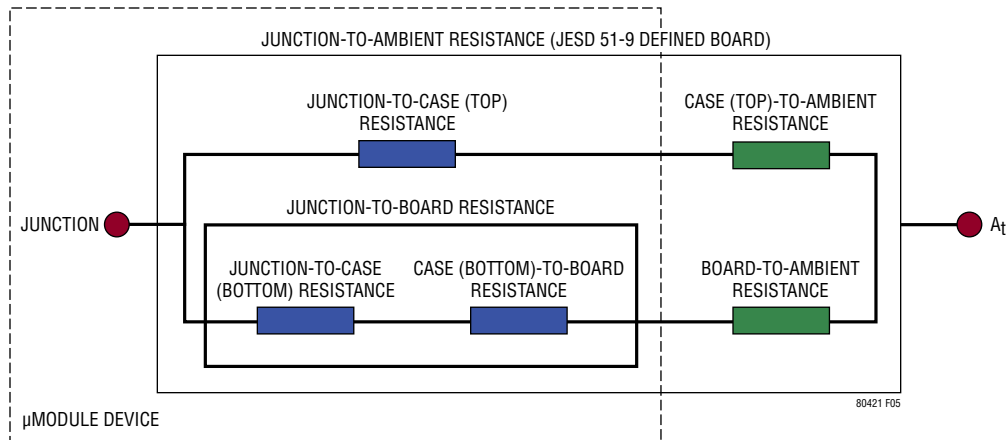 JUNCTION-TO-AMBIENT RESISTANCE (JESD 51-9 DEFINED BOARD)
JUNCTION-TO-CASE (TOP)
RESISTANCE
CASE (TOP)-TO-AMBIENT
RESISTANCE
JUNCTION
JUNCTION-TO-BOARD RESISTANCE
At
JUNCTION-TO-CASE
(BOTTOM) RESISTANCE
CASE (BOTTOM)-TO-BOARD
RESISTANCE
BOARD-TO-AMBIENT
RESISTANCE
80421 F05
µMODULE DEVICE